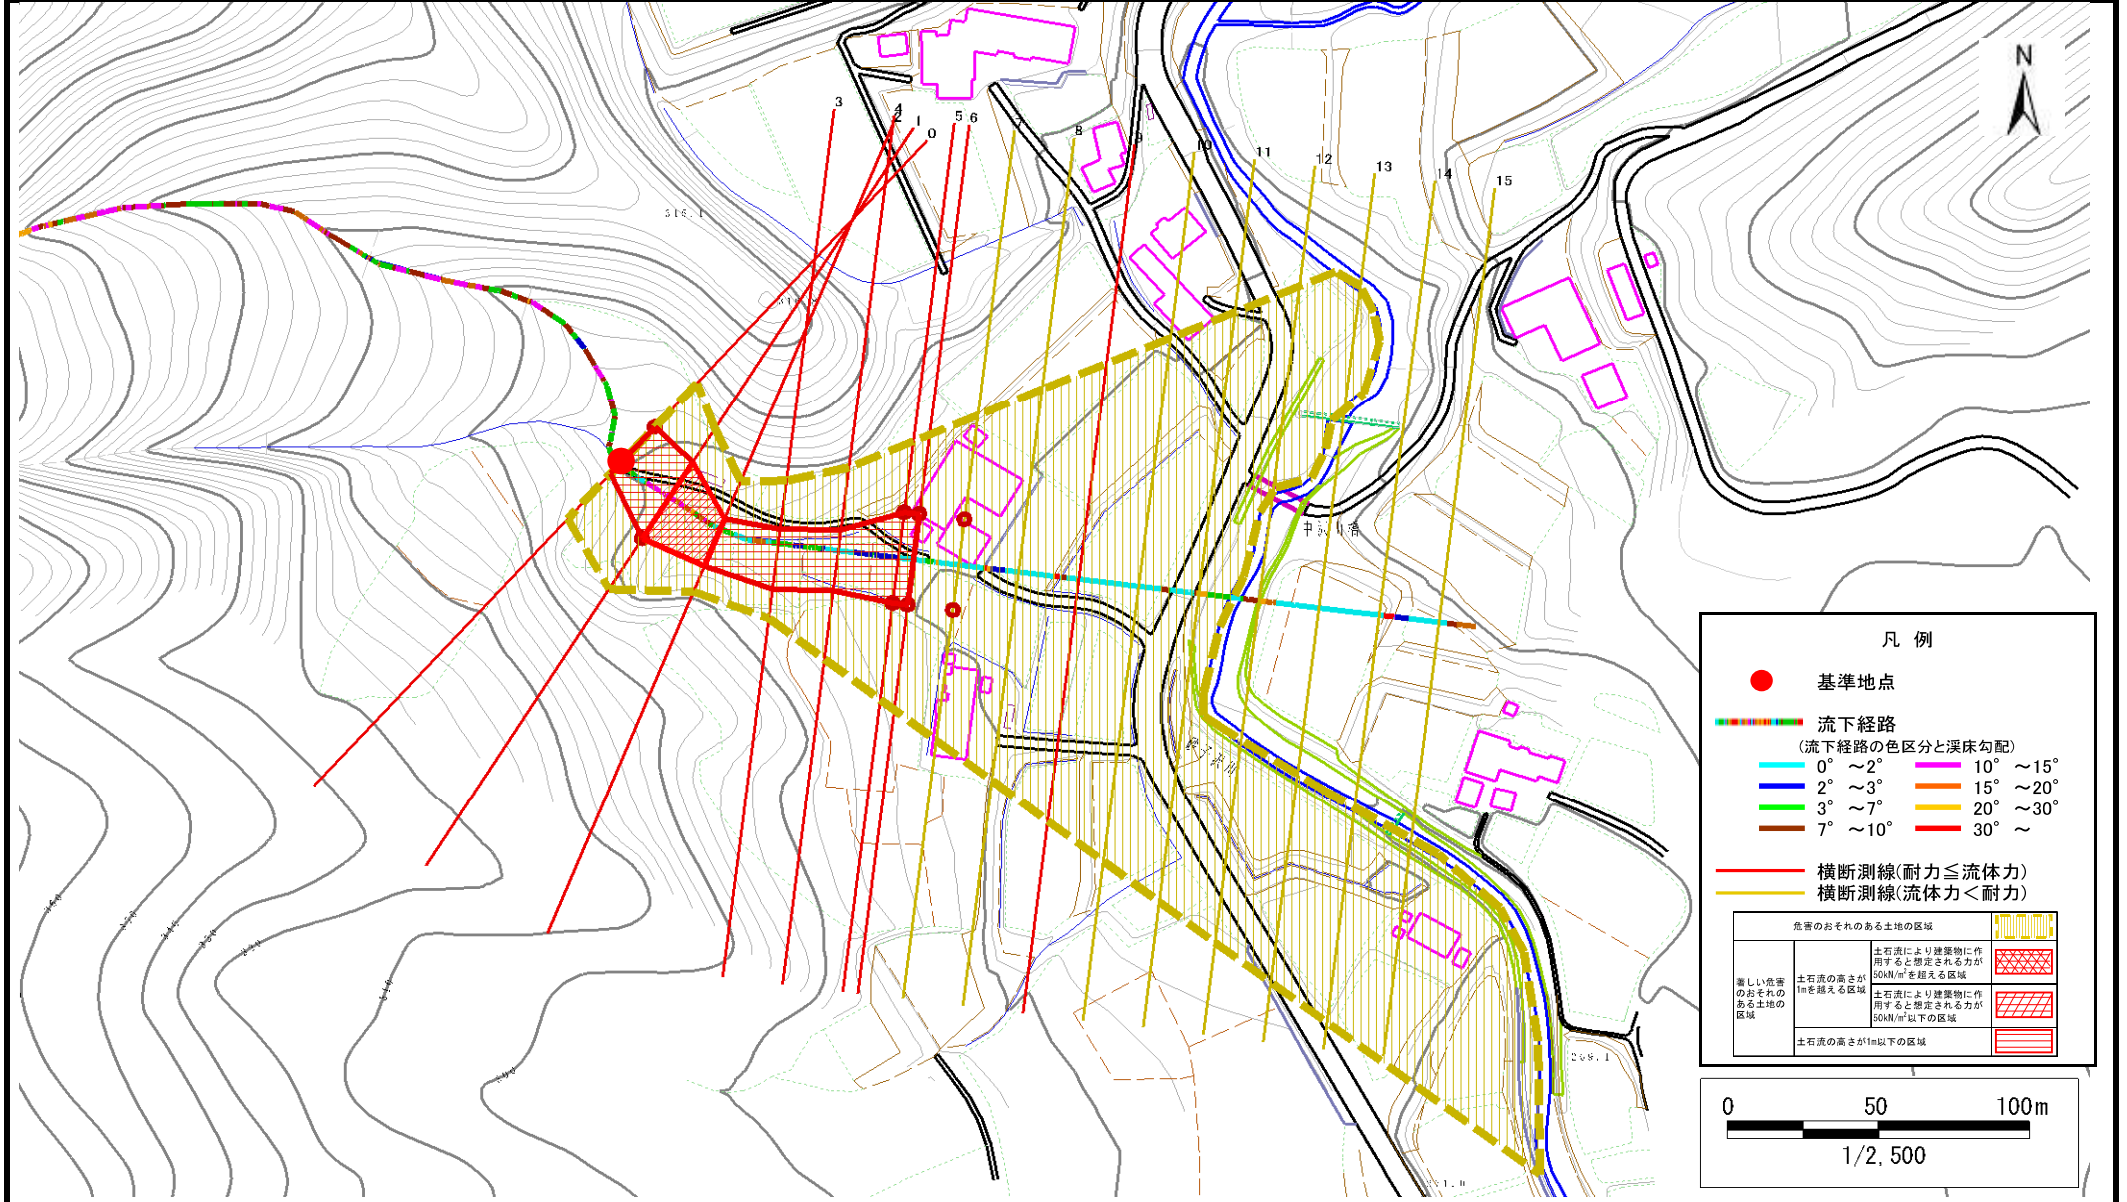 N
3
4
2
1
0
5
6
7
8
9
10
11
12
13
14
15
316.1
凡 例
基準地点
流下経路
(流下経路の色区分と渓床勾配)
0° ～2° 10° ～15°
2° ～3° 15° ～20°
3° ～7° 20° ～30°
7° ～10° 30° ～
横断測線(耐力≦流体力)
横断測線(流体力＜耐力)
危害のおそれのある土地の区域
著しい危害
のおそれの
ある土地の
区域
土石流の高さが
1mを越える区域
土石流により建築物に作
用すると想定される力が
50kN/m²を超える区域
土石流により建築物に作
用すると想定される力が
50kN/m²以下の区域
土石流の高さが1m以下の区域
0 50 100m
1/2,500